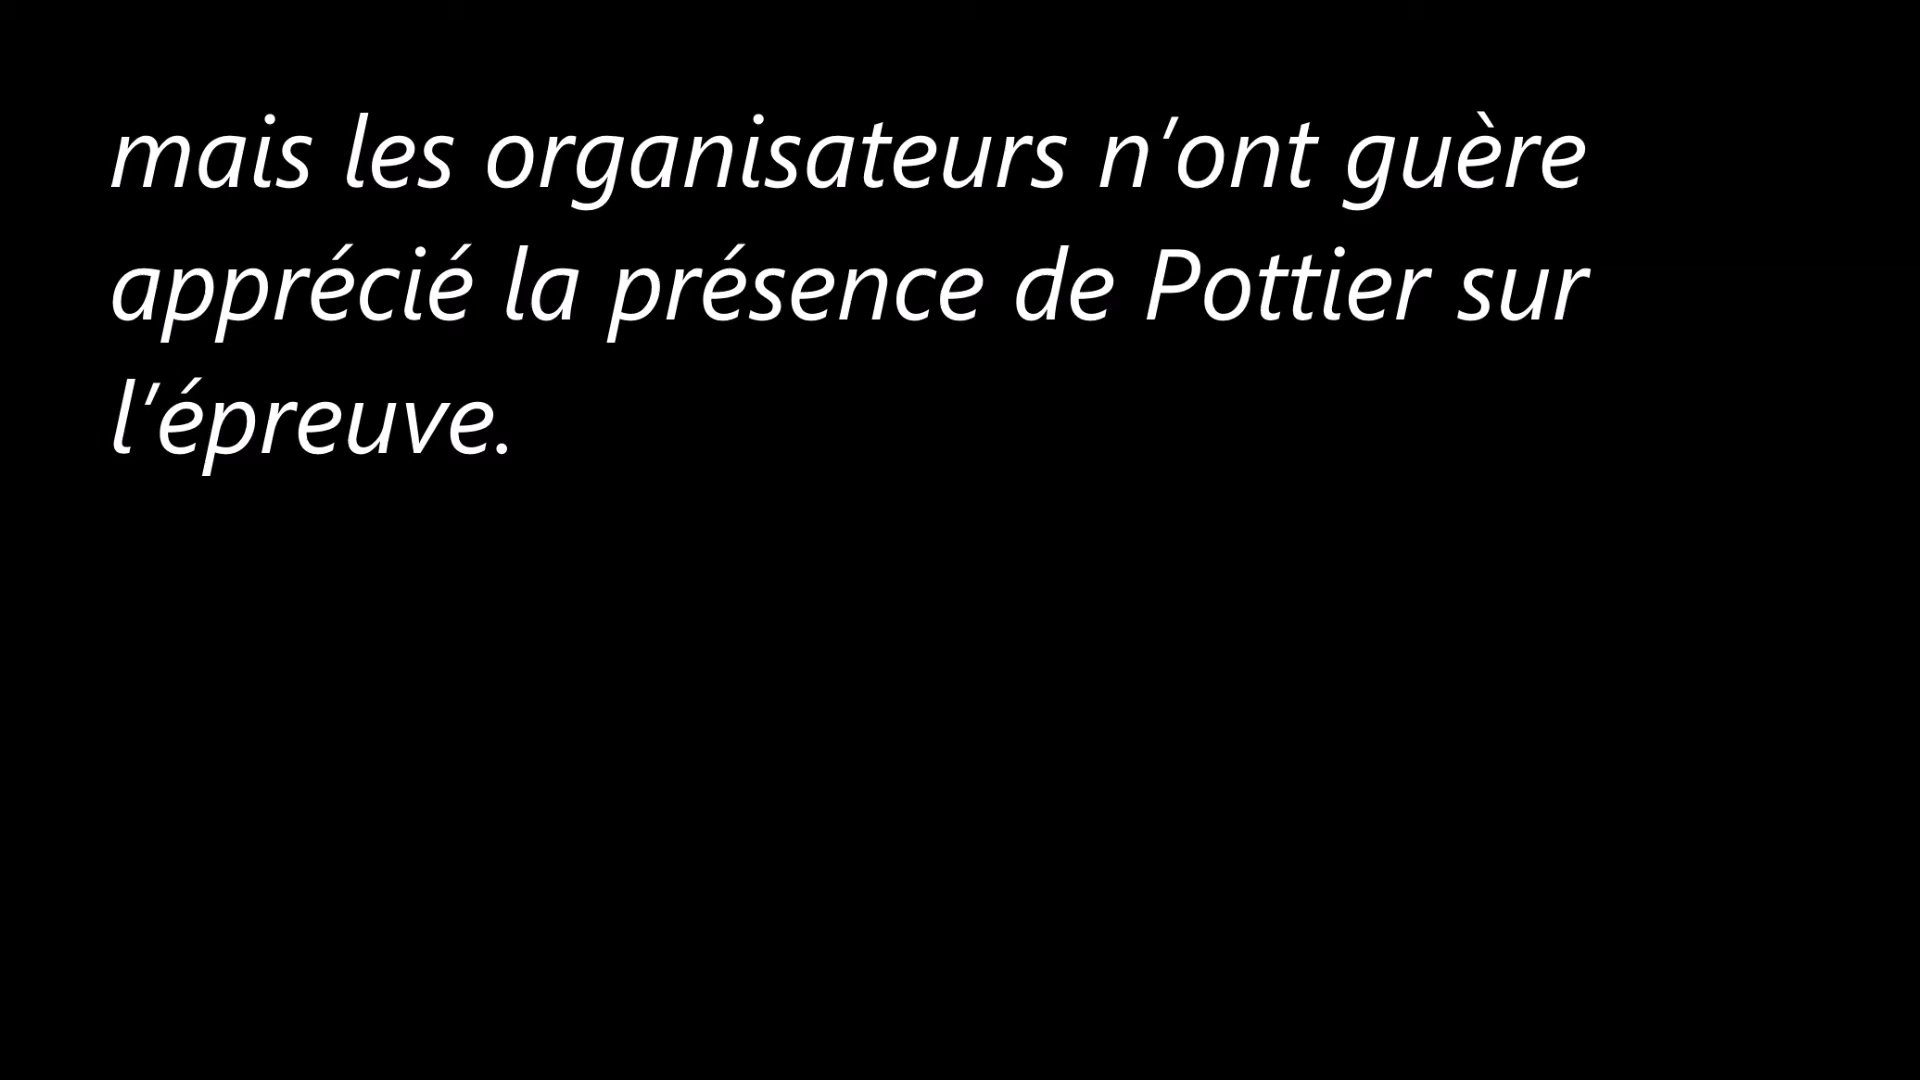 mais les organisateurs n'ont guère
apprécié la présence de Pottier sur
l'épreuve.